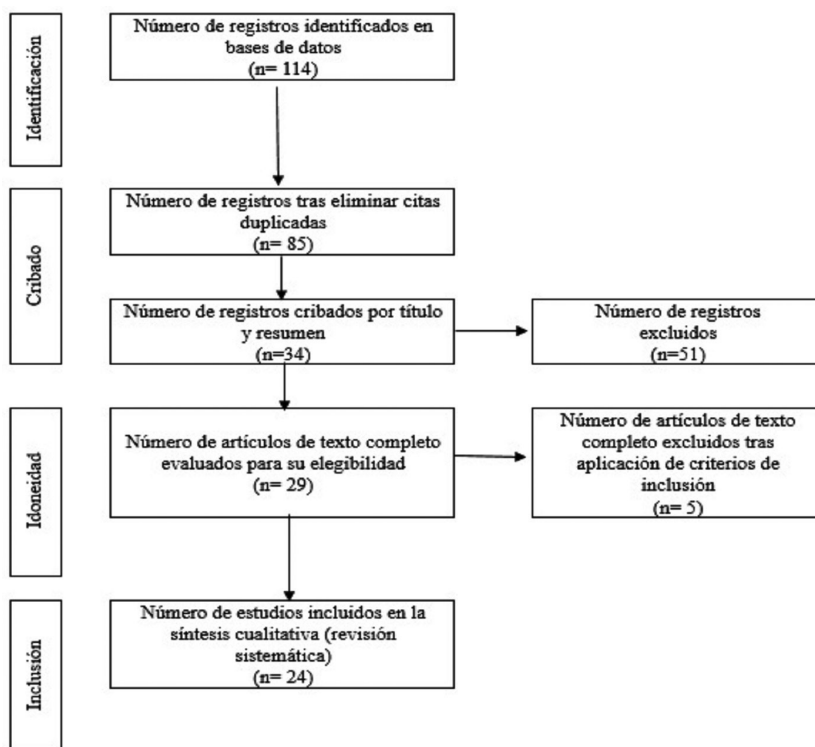 Identificación
Número de registros identificados en
bases de datos
(n= 114)
Cribado
Número de registros tras eliminar citas
duplicadas
(n= 85)
Número de registros cribados por título
y resumen
(n=34)
Número de registros
excluidos
(n=51)
Idoneidad
Número de artículos de texto completo
evaluados para su elegibilidad
(n= 29)
Número de artículos de texto
completo excluidos tras
aplicación de criterios de
inclusión
(n= 5)
Inclusión
Número de estudios incluidos en la
síntesis cualitativa (revisión
sistemática)
(n= 24)